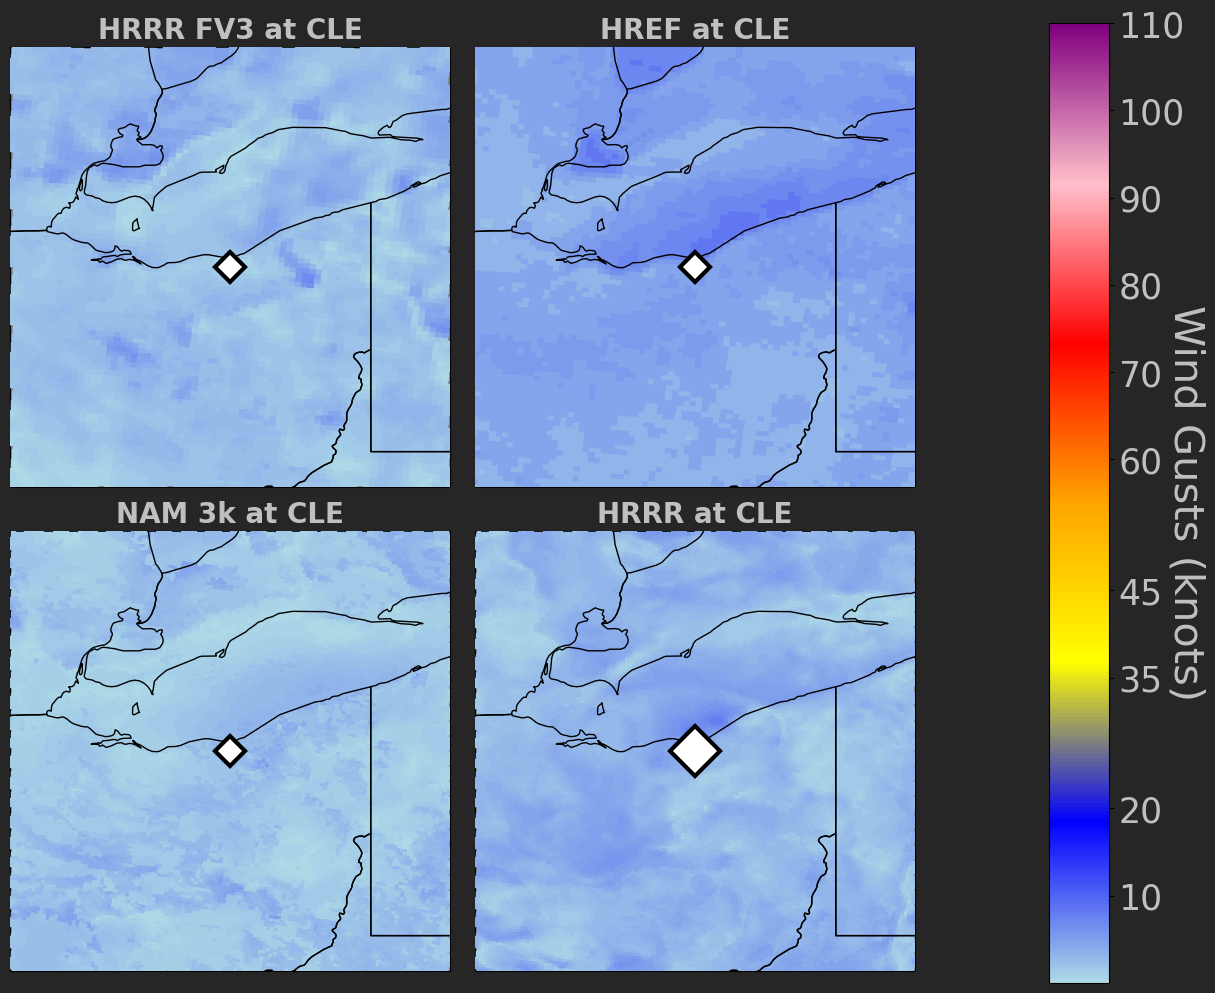 HRRR FV3 at CLE
HREF at CLE
NAM 3k at CLE
HRRR at CLE
110
100
90
80
70
60
45
35
20
10
Wind Gusts (knots)